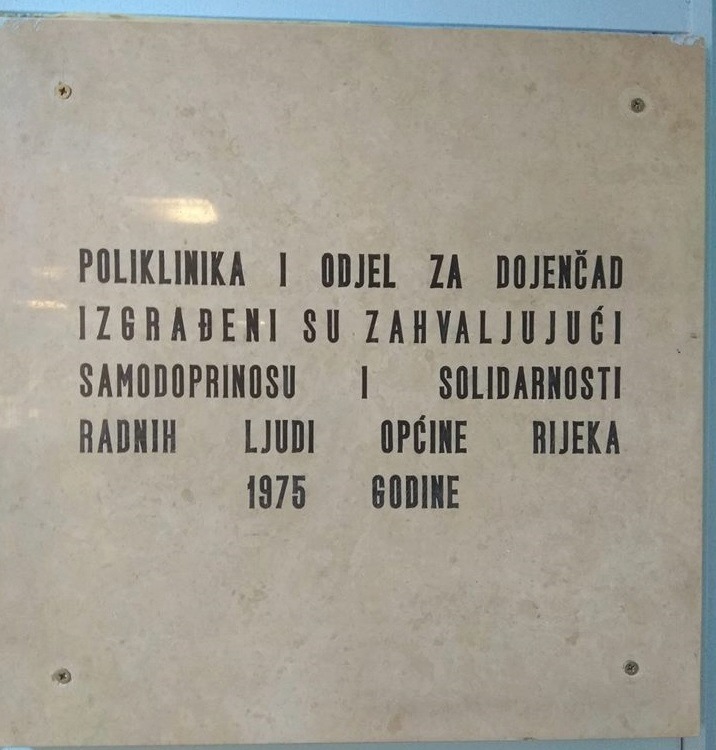 POLIKLINIKA I ODJEL ZA DOJENČAD
IZGRAĐENI SU ZAHVALJUJUĆI
SAMODOPRINOSU I SOLIDARNOSTI
RADNIH LJUDI OPĆINE RIJEKA
1975 GODINE